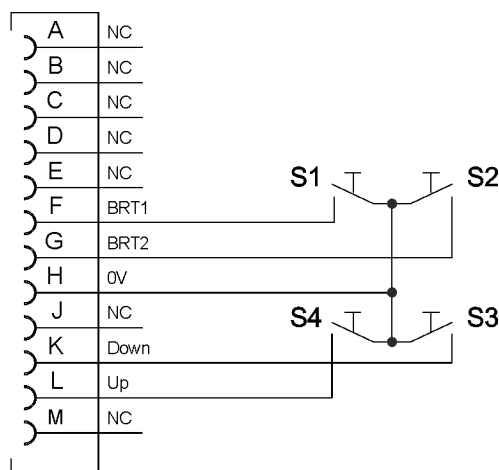 A NC
B NC
C NC
D NC
E NC
S1 S2
F BRT1
G BRT2
H 0V
J NC
S4 S3
K Down
L Up
M NC